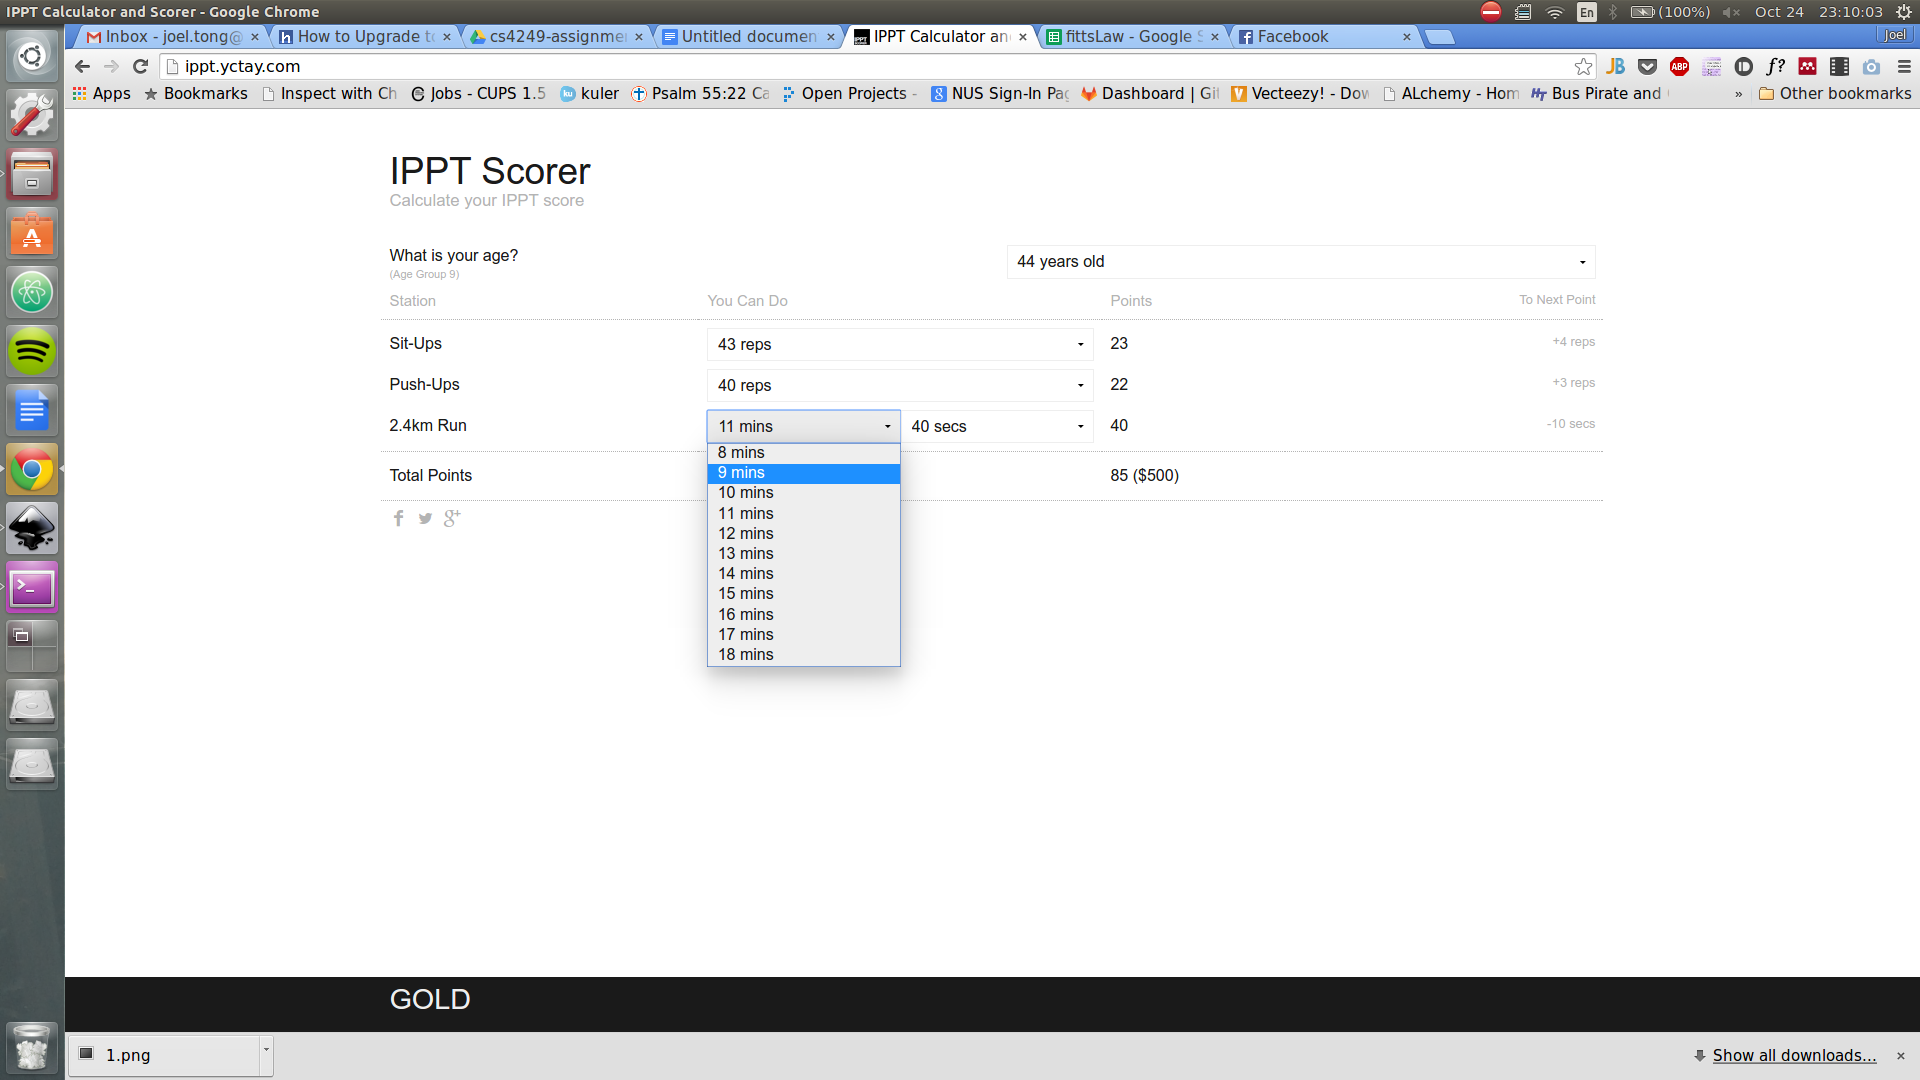 IPPT Calculator and Scorer - Google Chrome
En
(100%)
Oct 24
23:10:03
Inbox - joel.tong@
How to Upgrade to
cs4249-assignme
Untitled documen
IPPT Calculator an
fittsLaw - Google S
Facebook
Joel
ippt.yctay.com
JB
ABP
f?
Apps
Bookmarks
Inspect with Ch
Jobs - CUPS 1.5
kuler
Psalm 55:22 Ca
Open Projects -
NUS Sign-In Pag
Dashboard | Git
Vecteezy! - Dow
ALchemy - Hom
Bus Pirate and
»
Other bookmarks
IPPT Scorer
Calculate your IPPT score
What is your age?
(Age Group 9)
44 years old
Station
You Can Do
Points
To Next Point
Sit-Ups
43 reps
23
+4 reps
Push-Ups
40 reps
22
+3 reps
2.4km Run
11 mins
40 secs
40
-10 secs
8 mins
9 mins
10 mins
11 mins
12 mins
13 mins
14 mins
15 mins
16 mins
17 mins
18 mins
Total Points
85 ($500)
GOLD
1.png
Show all downloads...